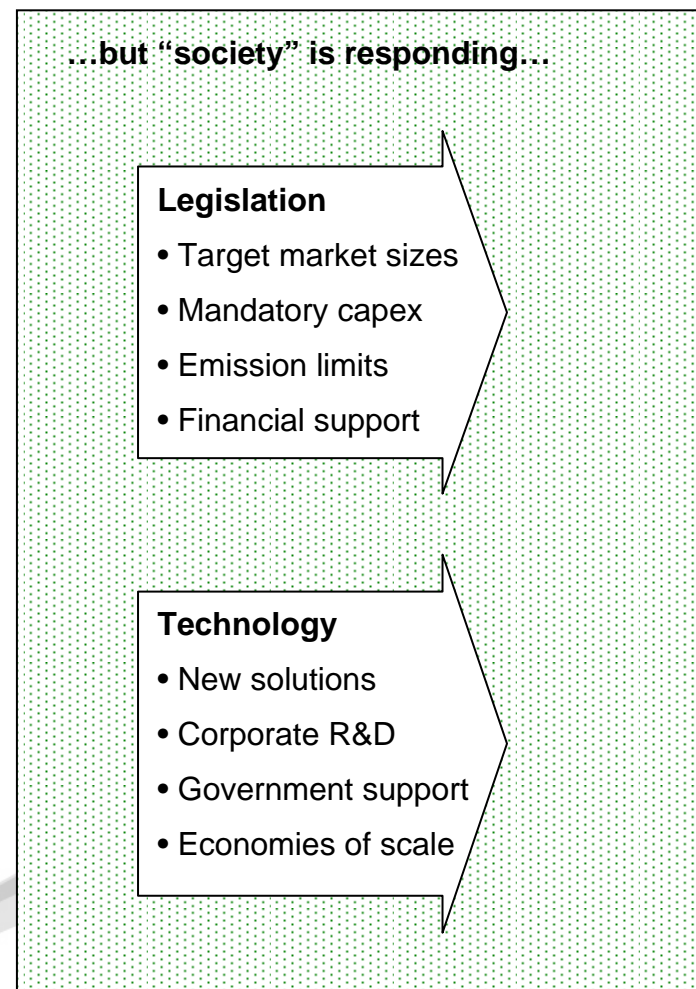 …but “society” is responding…
Legislation
• Target market sizes
• Mandatory capex
• Emission limits
• Financial support
Technology
• New solutions
• Corporate R&D
• Government support
• Economies of scale